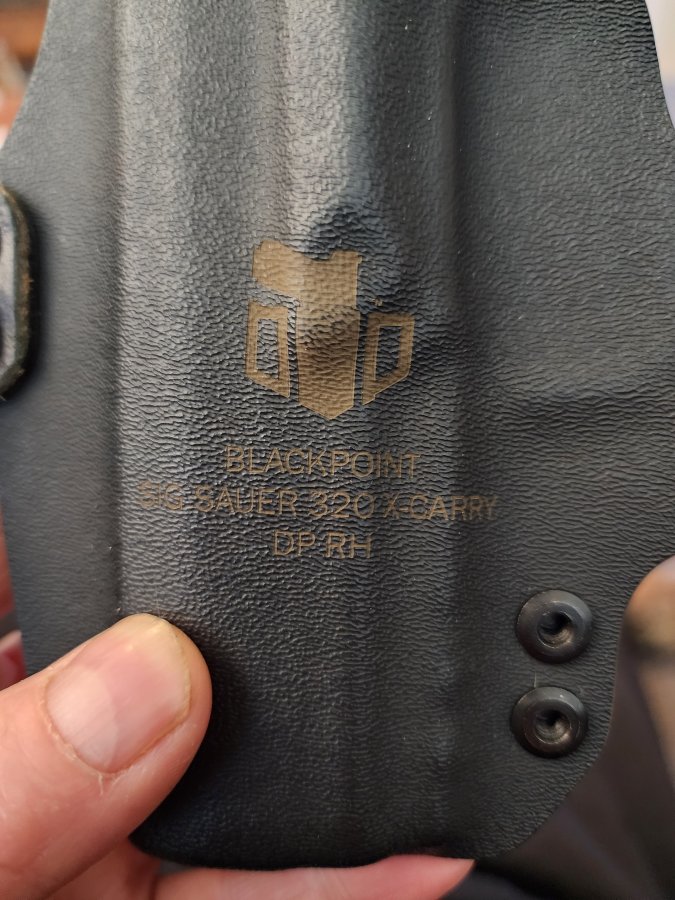 BLACKPOINT
SIG SAUER 320 X-CARRY
DP RH